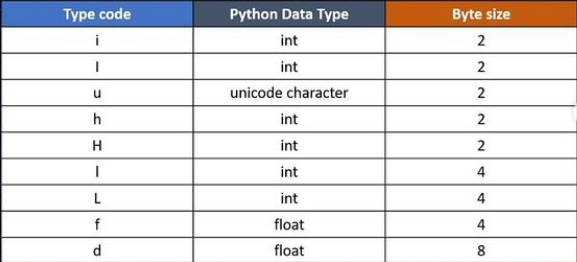 Type code Python Data Type Byte size
i int 2
I int 2
u unicode character 2
h int 2
H int 2
l int 4
L int 4
f float 4
d float 8